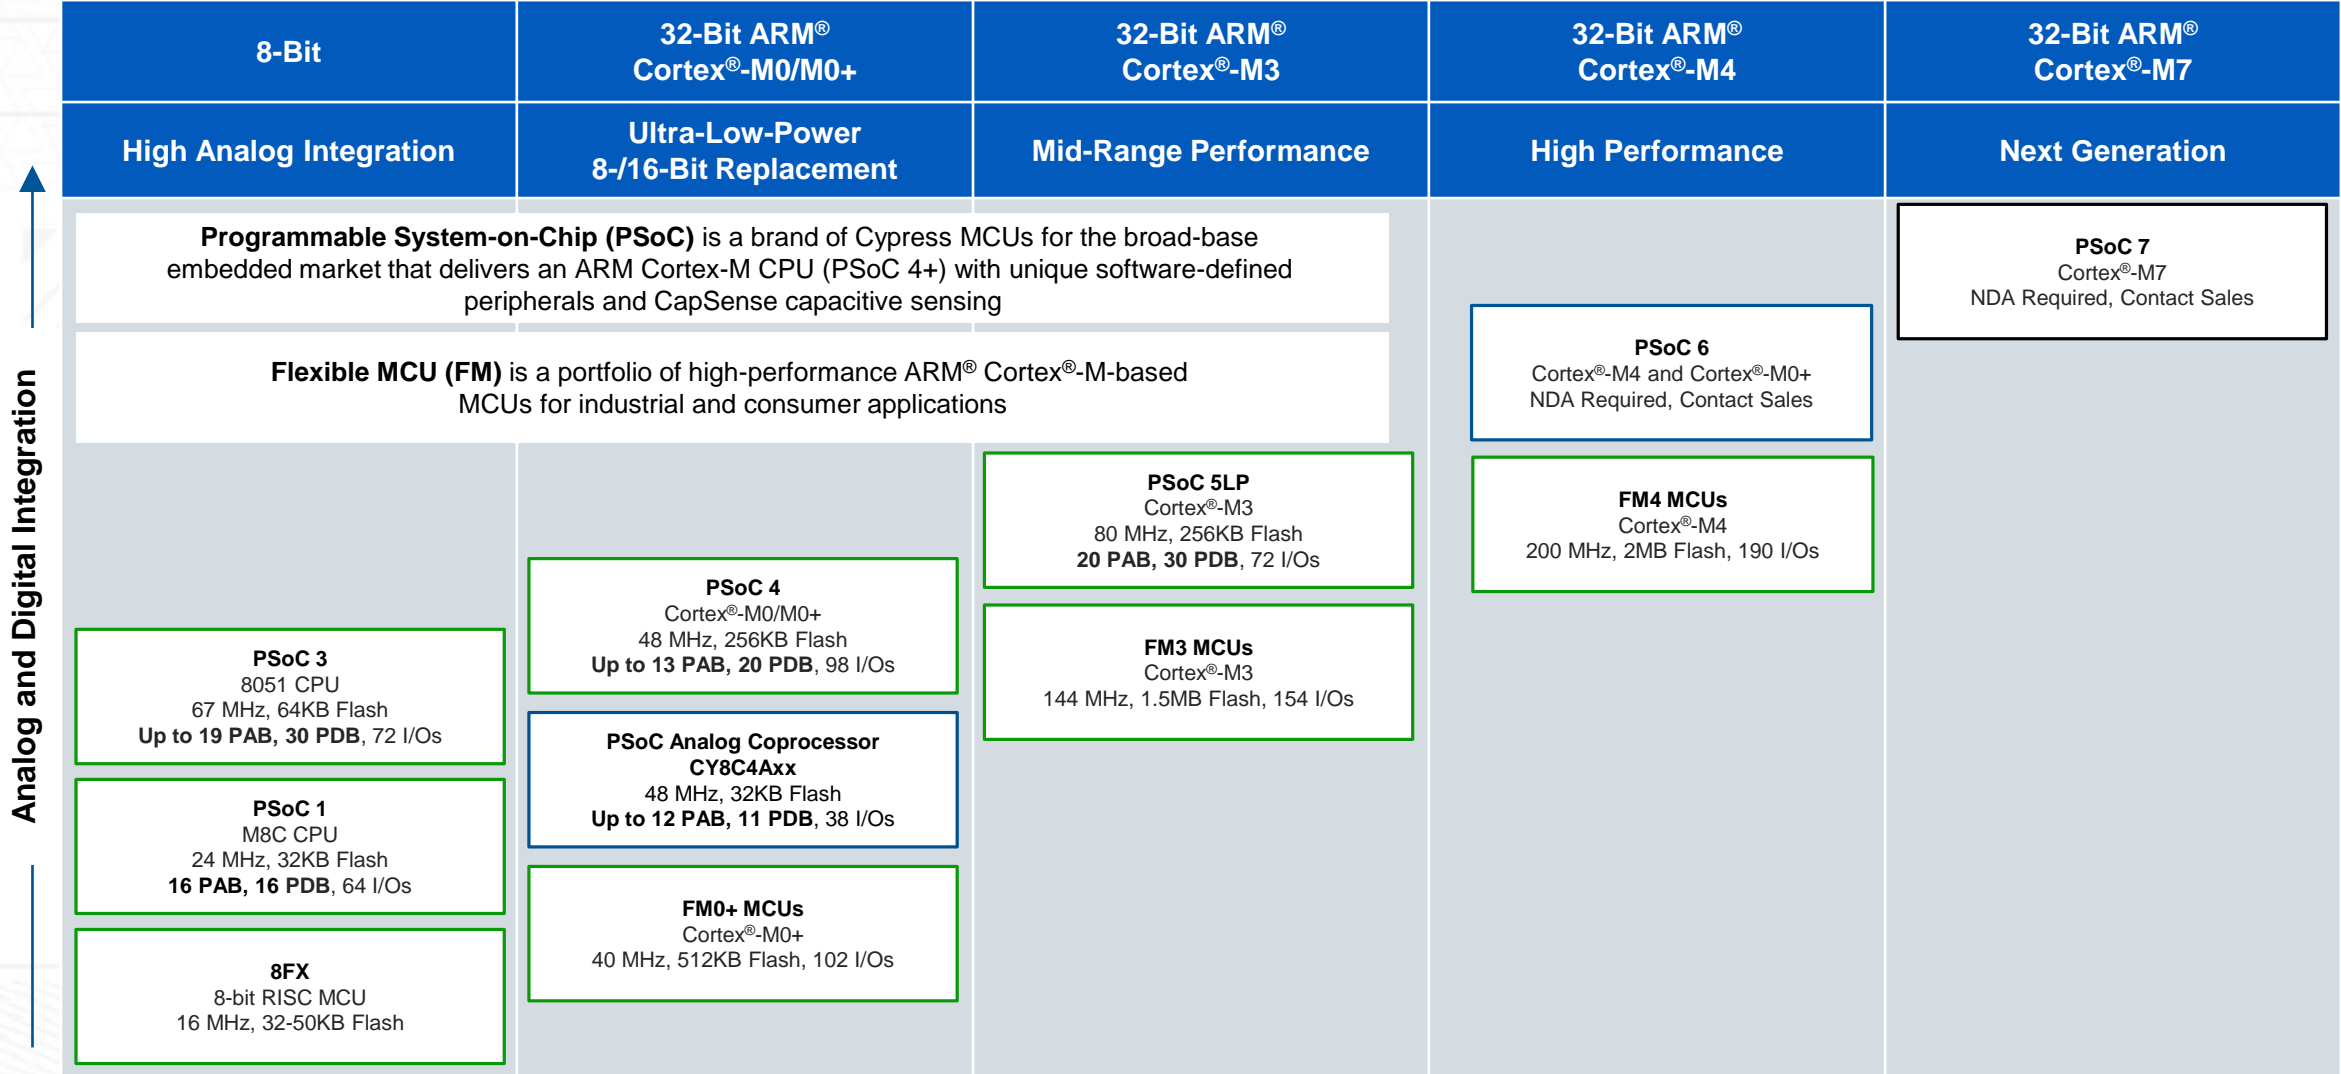 8-Bit
32-Bit ARM®
Cortex®-M0/M0+
32-Bit ARM®
Cortex®-M3
32-Bit ARM®
Cortex®-M4
32-Bit ARM®
Cortex®-M7
High Analog Integration
Ultra-Low-Power
8-/16-Bit Replacement
Mid-Range Performance
High Performance
Next Generation
Analog and Digital Integration
Programmable System-on-Chip (PSoC) is a brand of Cypress MCUs for the broad-base
embedded market that delivers an ARM Cortex-M CPU (PSoC 4+) with unique software-defined
peripherals and CapSense capacitive sensing
Flexible MCU (FM) is a portfolio of high-performance ARM® Cortex®-M-based
MCUs for industrial and consumer applications
PSoC 3
8051 CPU
67 MHz, 64KB Flash
Up to 19 PAB, 30 PDB, 72 I/Os
PSoC 1
M8C CPU
24 MHz, 32KB Flash
16 PAB, 16 PDB, 64 I/Os
8FX
8-bit RISC MCU
16 MHz, 32-50KB Flash
PSoC 4
Cortex®-M0/M0+
48 MHz, 256KB Flash
Up to 13 PAB, 20 PDB, 98 I/Os
PSoC Analog Coprocessor
CY8C4Axx
48 MHz, 32KB Flash
Up to 12 PAB, 11 PDB, 38 I/Os
FM0+ MCUs
Cortex®-M0+
40 MHz, 512KB Flash, 102 I/Os
PSoC 5LP
Cortex®-M3
80 MHz, 256KB Flash
20 PAB, 30 PDB, 72 I/Os
FM3 MCUs
Cortex®-M3
144 MHz, 1.5MB Flash, 154 I/Os
PSoC 6
Cortex®-M4 and Cortex®-M0+
NDA Required, Contact Sales
FM4 MCUs
Cortex®-M4
200 MHz, 2MB Flash, 190 I/Os
PSoC 7
Cortex®-M7
NDA Required, Contact Sales